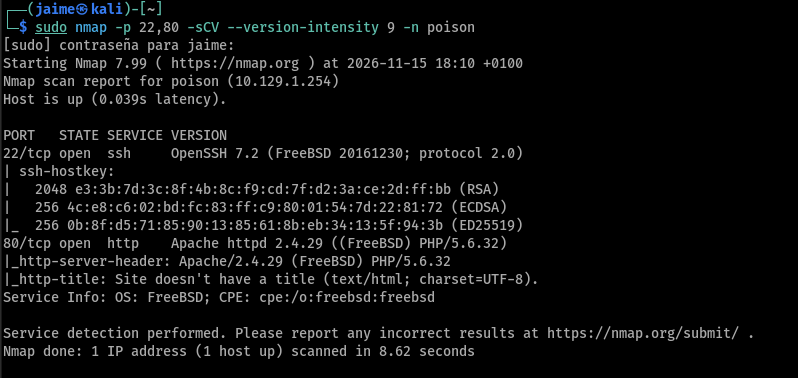 ┌──(jaime㉿kali)-[~]
└─$ sudo nmap -p 22,80 -sCV --version-intensity 9 -n poison
[sudo] contraseña para jaime:
Starting Nmap 7.99 ( https://nmap.org ) at 2026-11-15 18:10 +0100
Nmap scan report for poison (10.129.1.254)
Host is up (0.039s latency).

PORT   STATE SERVICE VERSION
22/tcp open  ssh     OpenSSH 7.2 (FreeBSD 20161230; protocol 2.0)
| ssh-hostkey:
|   2048 e3:3b:7d:3c:8f:4b:8c:f9:cd:7f:d2:3a:ce:2d:ff:bb (RSA)
|   256 4c:e8:c6:02:bd:fc:83:ff:c9:80:01:54:7d:22:81:72 (ECDSA)
|_  256 0b:8f:d5:71:85:90:13:85:61:8b:eb:34:13:5f:94:3b (ED25519)
80/tcp open  http    Apache httpd 2.4.29 ((FreeBSD) PHP/5.6.32)
|_http-server-header: Apache/2.4.29 (FreeBSD) PHP/5.6.32
|_http-title: Site doesn't have a title (text/html; charset=UTF-8).
Service Info: OS: FreeBSD; CPE: cpe:/o:freebsd:freebsd

Service detection performed. Please report any incorrect results at https://nmap.org/submit/ .
Nmap done: 1 IP address (1 host up) scanned in 8.62 seconds